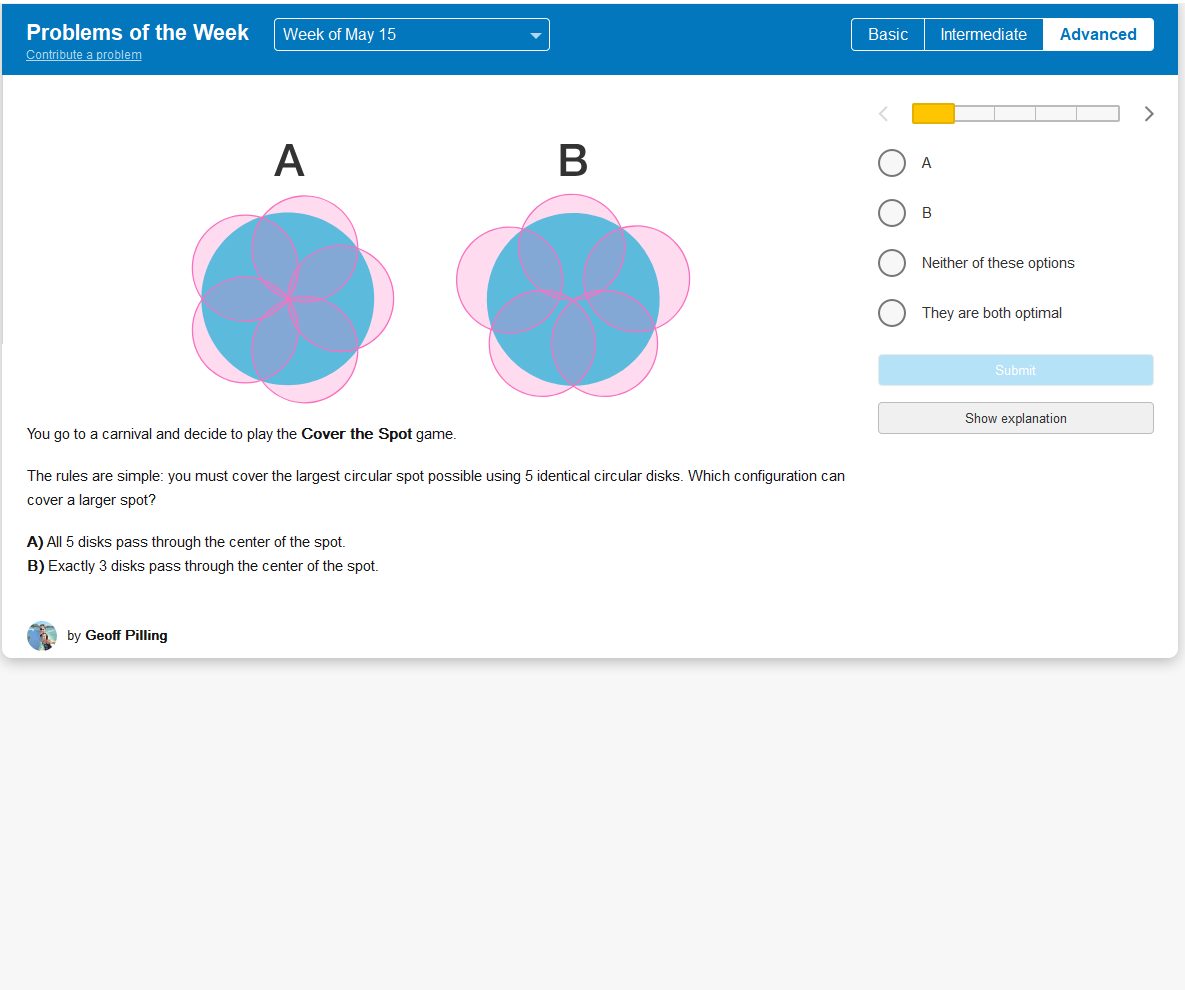 Problems of the Week
Contribute a problem
Week of May 15
Basic
Intermediate
Advanced
A
B
You go to a carnival and decide to play the Cover the Spot game.
The rules are simple: you must cover the largest circular spot possible using 5 identical circular disks. Which configuration can
cover a larger spot?
A) All 5 disks pass through the center of the spot.
B) Exactly 3 disks pass through the center of the spot.
by Geoff Pilling
A
B
Neither of these options
They are both optimal
Submit
Show explanation